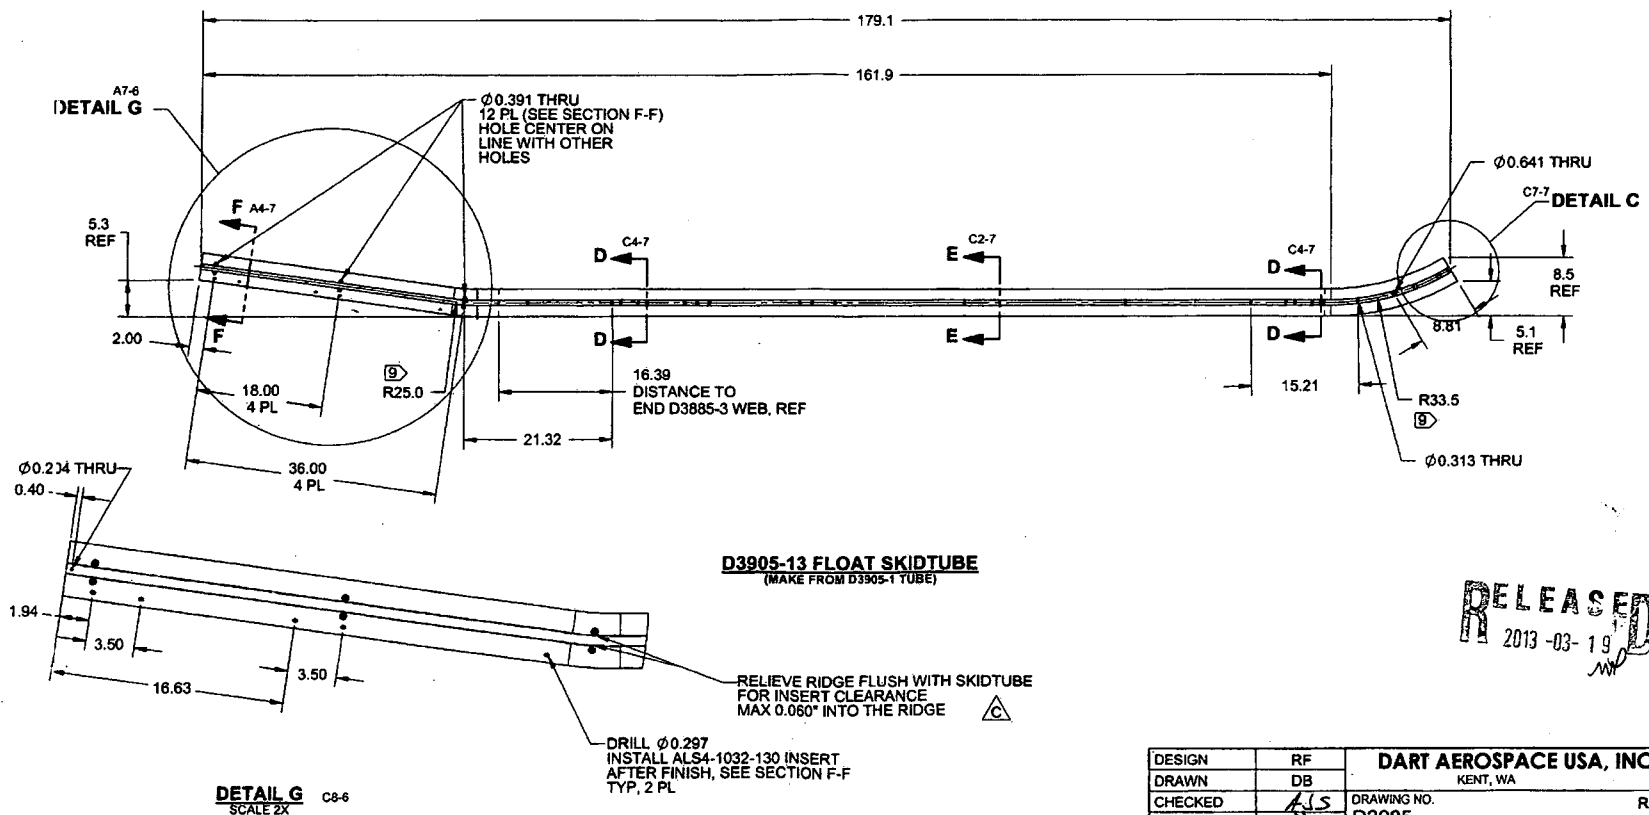 179.1
161.9
A7-6
DETAIL G
Ø0.391 THRU
12 PL (SEE SECTION F-F)
HOLE CENTER ON
LINE WITH OTHER
HOLES
Ø0.641 THRU
C7-7
DETAIL C
F A4-7
5.3
REF
D C4-7
E C2-7
D C4-7
8.5
REF
2.00
F
D
E
D
8.81
5.1
REF
18.00
4 PL
9
R25.0
16.39
DISTANCE TO
END D3885-3 WEB, REF
15.21
R33.5
9
21.32
Ø0.313 THRU
36.00
4 PL
THRU
0.40
D3905-13 FLOAT SKIDTUBE
(MAKE FROM D3905-1 TUBE)
1.94
3.50
3.50
16.63
RELEASED
2013-03-19
RELIEVE RIDGE FLUSH WITH SKIDTUBE
FOR INSERT CLEARANCE
MAX 0.060" INTO THE RIDGE
C
DRILL Ø0.297
INSTALL ALS4-1032-130 INSERT
AFTER FINISH, SEE SECTION F-F
TYP, 2 PL
DETAIL G C8-6
SCALE 2X
DESIGN RF
DRAWN DB
CHECKED AJS
DART AEROSPACE USA, INC
KENT, WA
DRAWING NO.
R